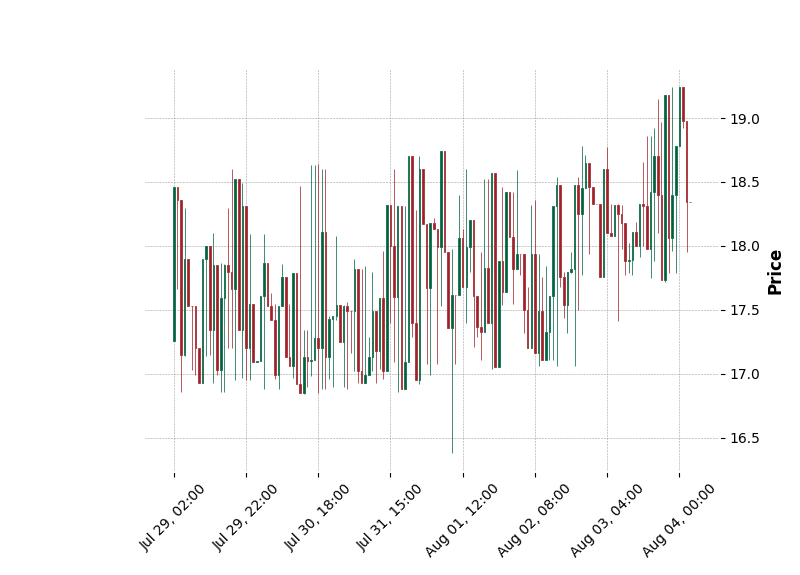 19.0
18.5
18.0
17.5
17.0
16.5
Price
Jul 29, 02:00
Jul 29, 22:00
Jul 30, 18:00
Jul 31, 15:00
Aug 01, 12:00
Aug 02, 08:00
Aug 03, 04:00
Aug 04, 00:00